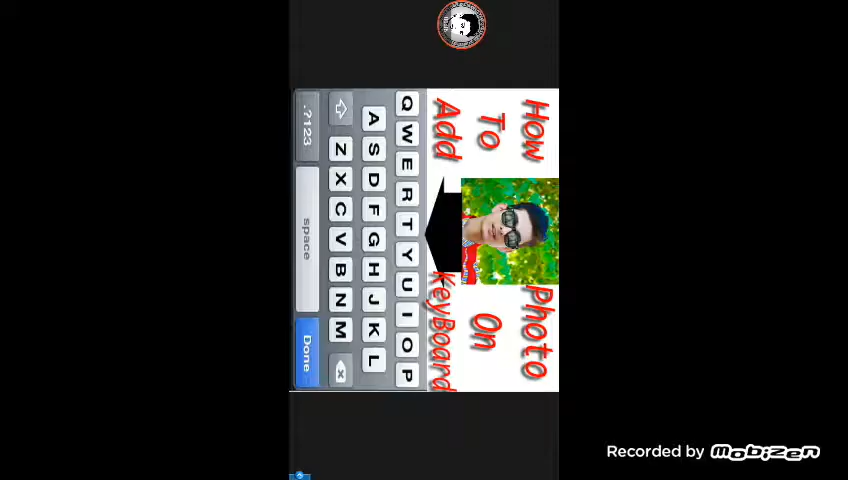 How Photo
To On
Add KeyBoard
Q W E R T Y U I O P
A S D F G H J K L
Z X C V B N M
.?123 space Done
Recorded by MOBIZEN